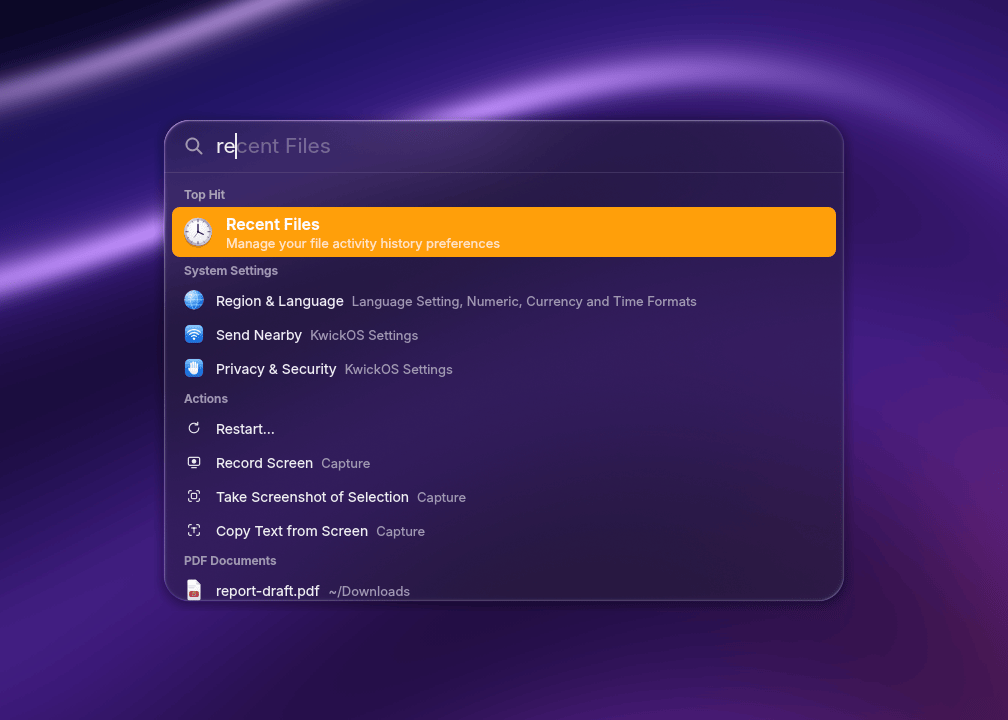 recent Files
Top Hit
Recent Files
Manage your file activity history preferences
System Settings
Region & Language Language Setting, Numeric, Currency and Time Formats
Send Nearby KwickOS Settings
Privacy & Security KwickOS Settings
Actions
Restart...
Record Screen Capture
Take Screenshot of Selection Capture
Copy Text from Screen Capture
PDF Documents
report-draft.pdf ~/Downloads